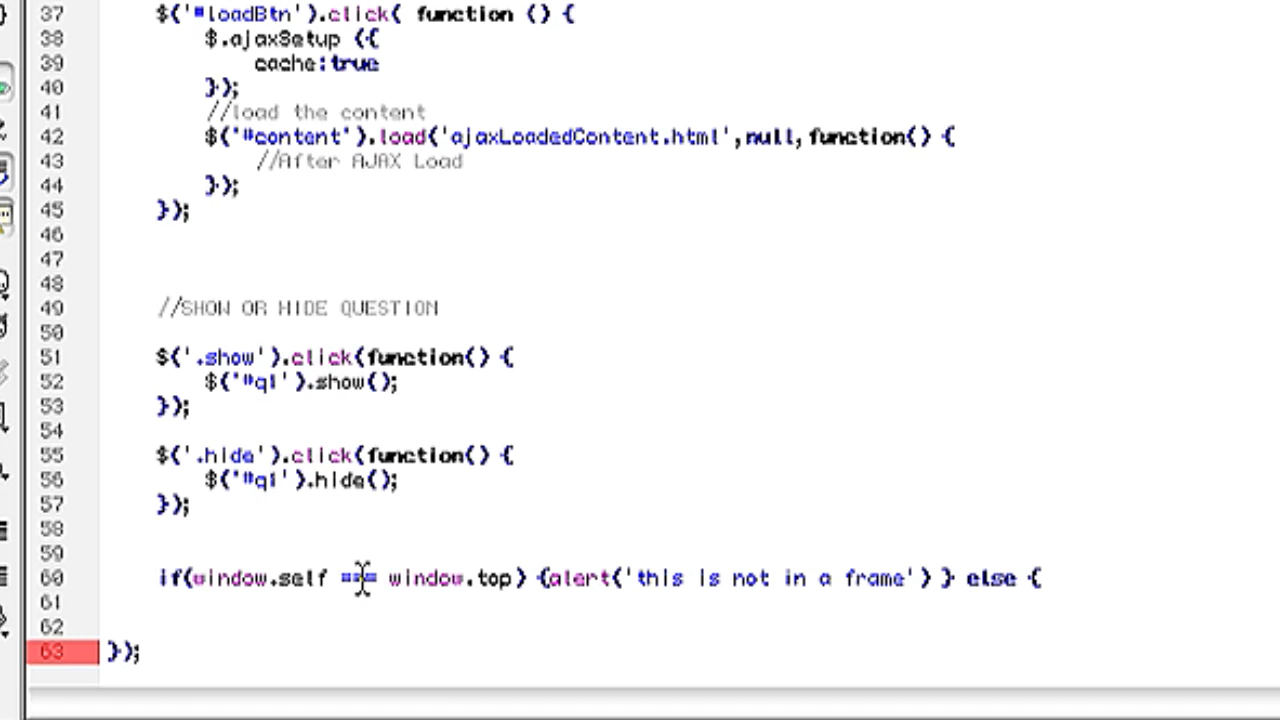 37 $('#loadBtn').click( function () {
38 $.ajaxSetup ({
39 cache:true
40 });
41 //load the content
42 $('#content').load('ajaxLoadedContent.html',null,function() {
43 //After AJAX Load
44 });
45 });
46
47
48
49 //SHOW OR HIDE QUESTION
50
51 $('.show').click(function() {
52 $('#q1').show();
53 });
54
55 $('.hide').click(function() {
56 $('#q1').hide();
57 });
58
59
60 if(window.self === window.top) {alert('this is not in a frame') } else {
61
62
63 });